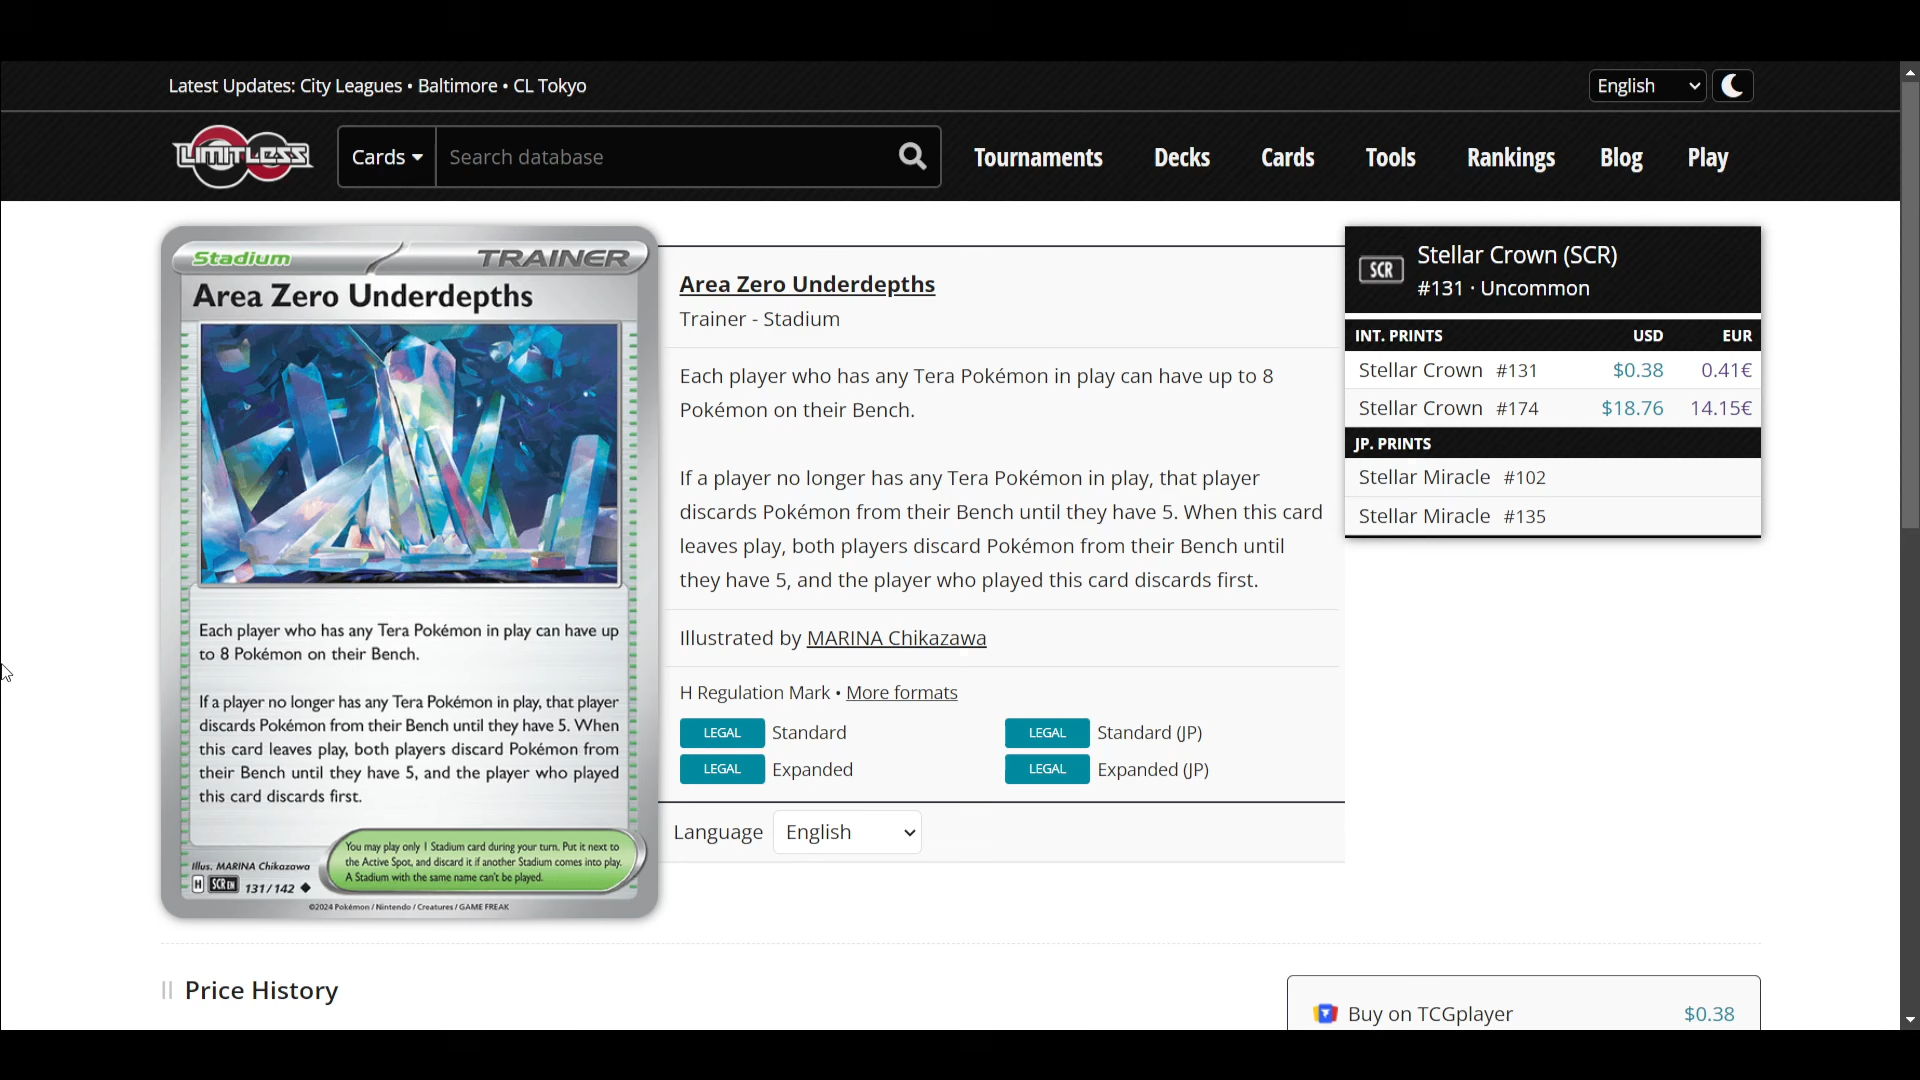 Latest Updates: City Leagues • Baltimore • CL Tokyo
English
LIMITLESS
Cards
Search database
Tournaments
Decks
Cards
Tools
Rankings
Blog
Play
Stadium
TRAINER
Area Zero Underdepths
Each player who has any Tera Pokémon in play can have up
to 8 Pokémon on their Bench.
If a player no longer has any Tera Pokémon in play, that player
discards Pokémon from their Bench until they have 5. When
this card leaves play, both players discard Pokémon from
their Bench until they have 5, and the player who played
this card discards first.
You may play only 1 Stadium card during your turn. Put it next to
the Active Spot, and discard it if another Stadium comes into play.
A Stadium with the same name can't be played.
Illus. MARINA Chikazawa
H SCR EN 131/142 ◆
©2024 Pokémon / Nintendo / Creatures / GAME FREAK
Area Zero Underdepths
Trainer - Stadium
Each player who has any Tera Pokémon in play can have up to 8
Pokémon on their Bench.
If a player no longer has any Tera Pokémon in play, that player
discards Pokémon from their Bench until they have 5. When this card
leaves play, both players discard Pokémon from their Bench until
they have 5, and the player who played this card discards first.
Illustrated by MARINA Chikazawa
H Regulation Mark • More formats
LEGAL Standard
LEGAL Standard (JP)
LEGAL Expanded
LEGAL Expanded (JP)
Language English
SCR
Stellar Crown (SCR)
#131 · Uncommon
INT. PRINTS USD EUR
Stellar Crown #131 $0.38 0.41€
Stellar Crown #174 $18.76 14.15€
JP. PRINTS
Stellar Miracle #102
Stellar Miracle #135
Price History
Buy on TCGplayer $0.38